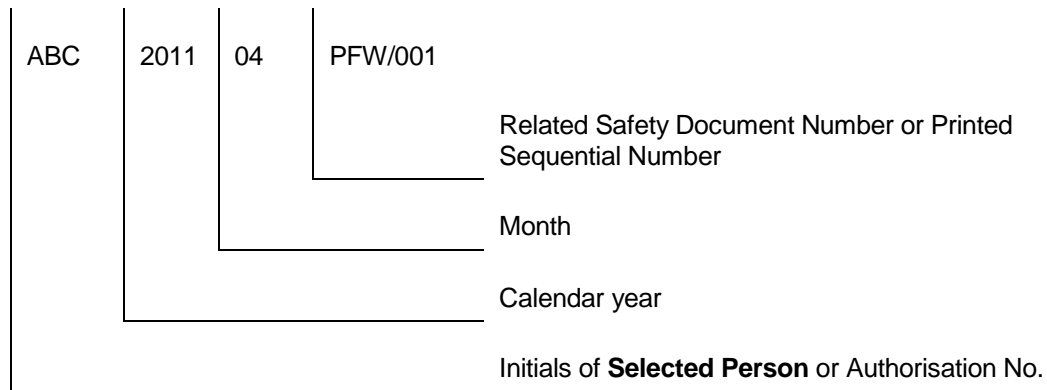 ABC 2011 04 PFW/001
Related Safety Document Number or Printed
Sequential Number
Month
Calendar year
Initials of Selected Person or Authorisation No.